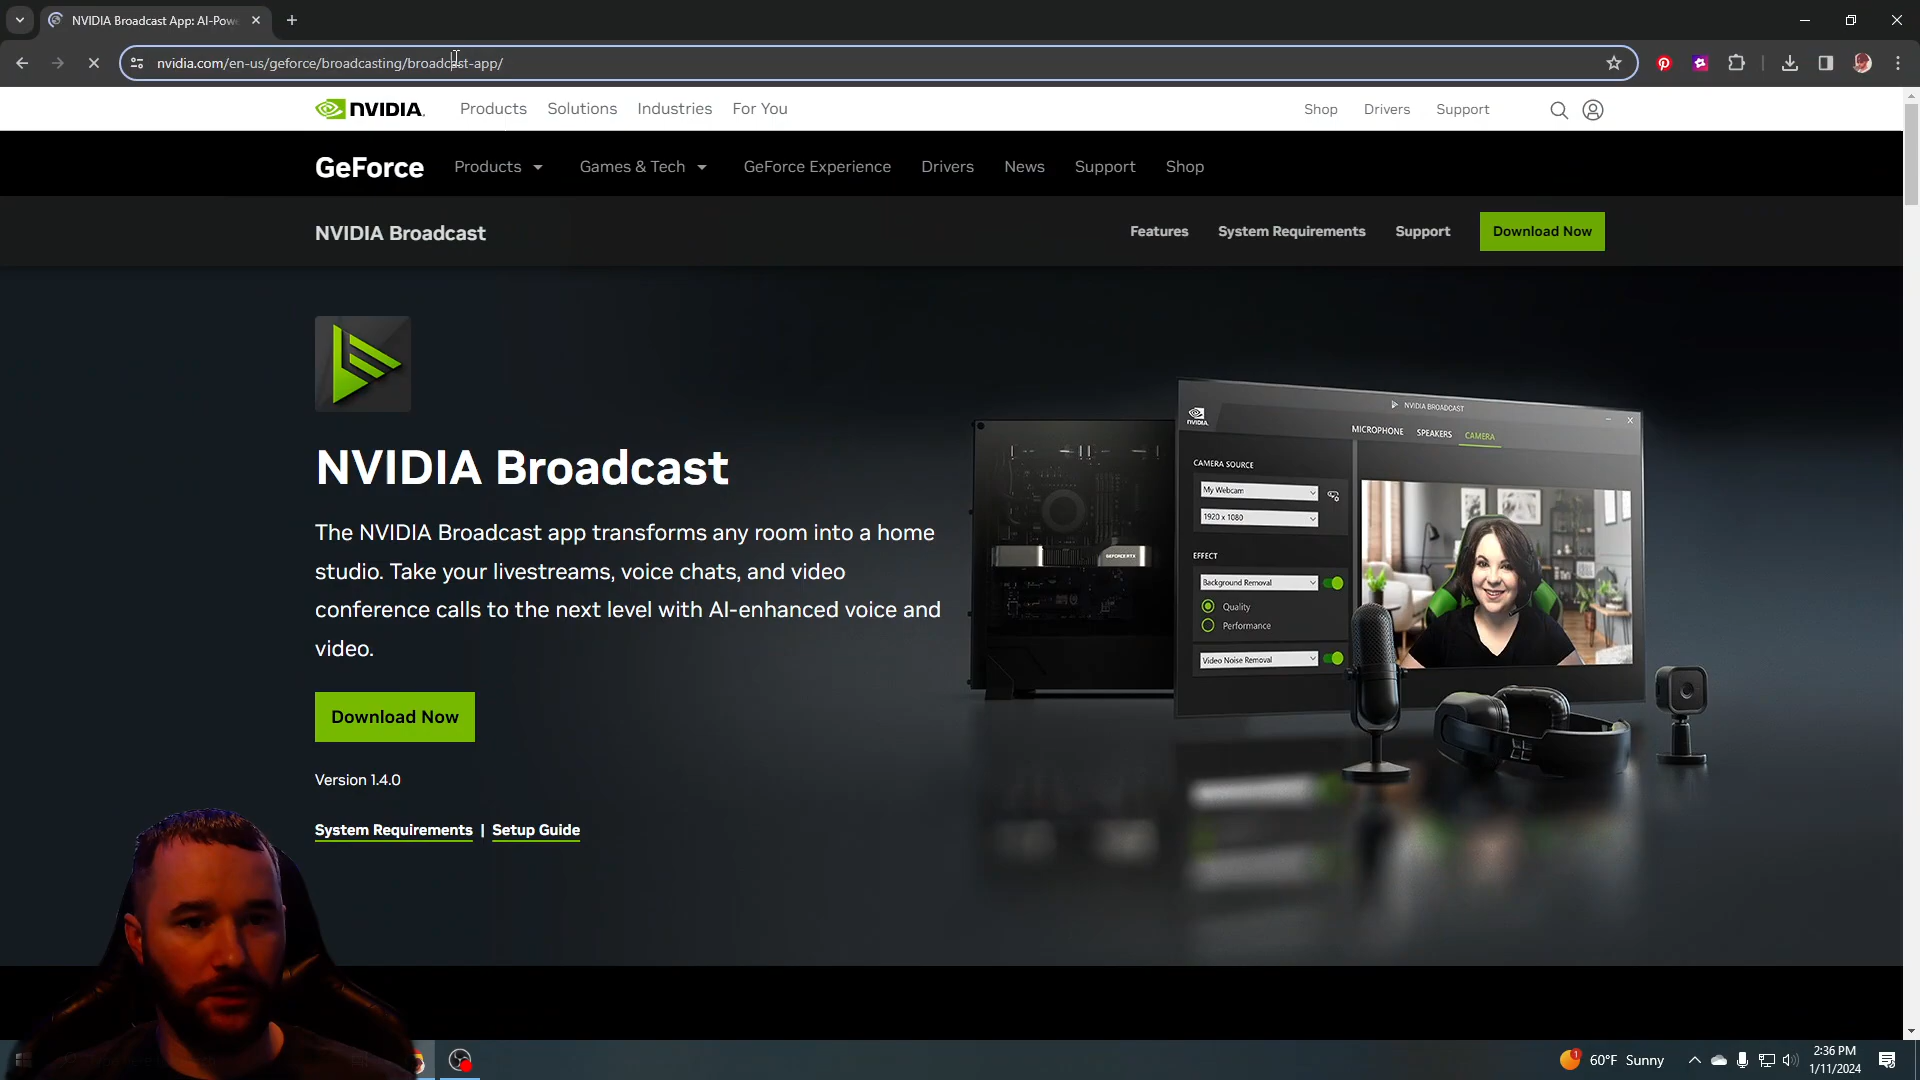 NVIDIA Broadcast App: AI-Powe
nvidia.com/en-us/geforce/broadcasting/broadcast-app/
NVIDIA. Products Solutions Industries For You Shop Drivers Support
GeForce Products Games & Tech GeForce Experience Drivers News Support Shop
NVIDIA Broadcast Features System Requirements Support Download Now
NVIDIA Broadcast
The NVIDIA Broadcast app transforms any room into a home
studio. Take your livestreams, voice chats, and video
conference calls to the next level with AI-enhanced voice and
video.
Download Now
Version 1.4.0
System Requirements | Setup Guide
GEFORCE RTX
NVIDIA BROADCAST
NVIDIA.
MICROPHONE SPEAKERS CAMERA
CAMERA SOURCE
My Webcam
1920 x 1080
EFFECT
Background Removal
Quality
Performance
Video Noise Removal
1 60°F Sunny
2:36 PM
1/11/2024